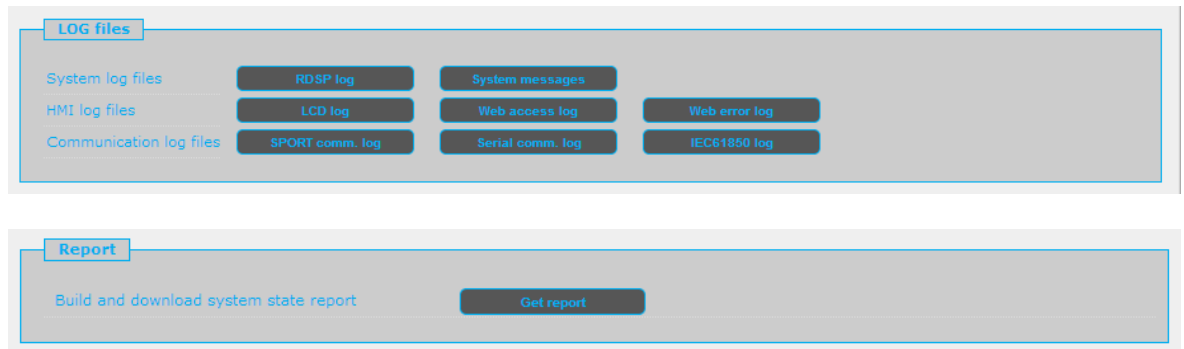 LOG files
System log files RDSP log System messages
HMI log files LCD log Web access log Web error log
Communication log files SPORT comm. log Serial comm. log IEC61850 log
Report
Build and download system state report Get report